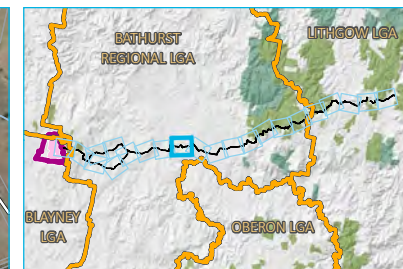 BATHURST
REGIONAL LGA
LITHGOW LGA
BLAYNEY
LGA
OBERON LGA